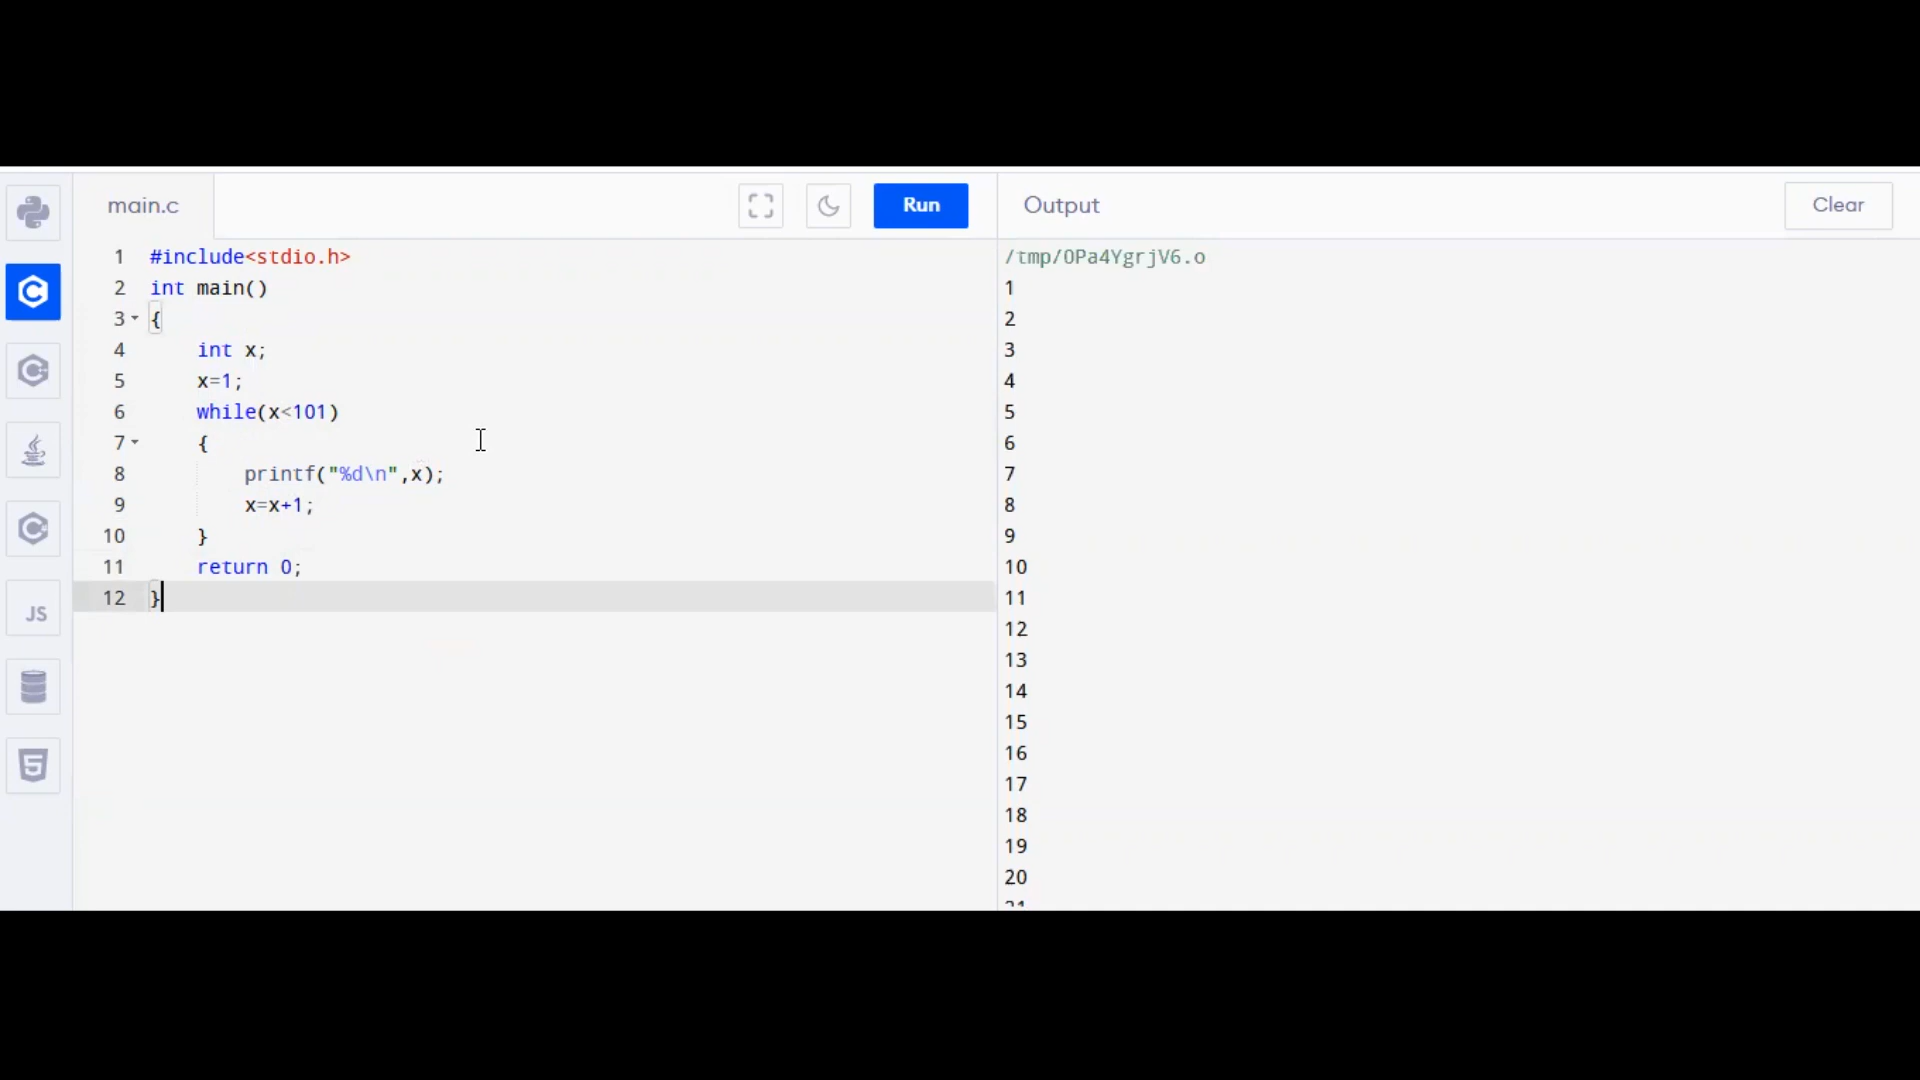 main.c
Run
Output
Clear
1 #include<stdio.h>
2 int main()
3 {
4     int x;
5     x=1;
6     while(x<101)
7     {
8         printf("%d\n",x);
9         x=x+1;
10     }
11     return 0;
12 }
JS
5
/tmp/0Pa4YgrjV6.o
1
2
3
4
5
6
7
8
9
10
11
12
13
14
15
16
17
18
19
20